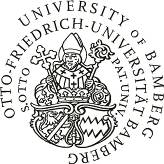 UNIVERSITY of BAMBERG
OTTO-FRIEDRICH-UNIVERSITÄT BAMBERG
S.OTTO PAT.UNIV.